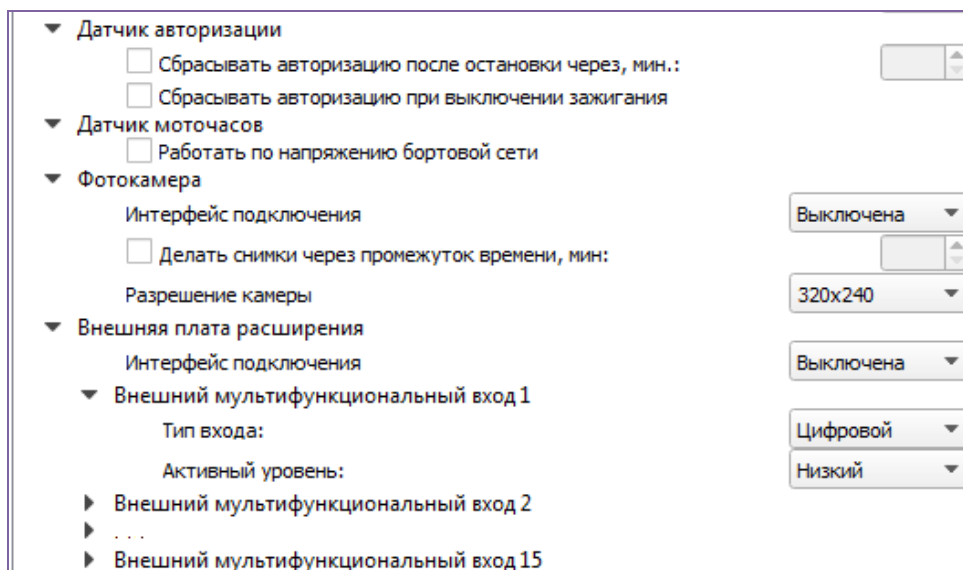 Датчик авторизации
Сбрасывать авторизацию после остановки через, мин.:
Сбрасывать авторизацию при выключении зажигания
Датчик моточасов
Работать по напряжению бортовой сети
Фотокамера
Интерфейс подключения Выключена
Делать снимки через промежуток времени, мин:
Разрешение камеры 320x240
Внешняя плата расширения
Интерфейс подключения Выключена
Внешний мультифункциональный вход 1
Тип входа: Цифровой
Активный уровень: Низкий
Внешний мультифункциональный вход 2
. . .
Внешний мультифункциональный вход 15